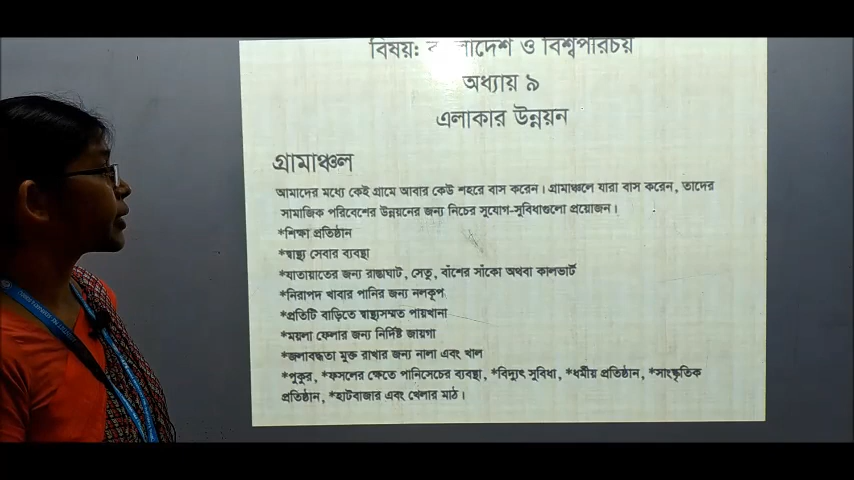 বিষয়: বাংলাদেশ ও বিশ্বপরিচয়
অধ্যায় ৯
এলাকার উন্নয়ন
গ্রামাঞ্চল
আমাদের মধ্যে কেই গ্রামে আবার কেউ শহরে বাস করেন। গ্রামাঞ্চলে যারা বাস করেন, তাদের
সামাজিক পরিবেশের উন্নয়নের জন্য নিচের সুযোগ-সুবিধাগুলো প্রয়োজন।
*শিক্ষা প্রতিষ্ঠান
*স্বাস্থ্য সেবার ব্যবস্থা
*যাতায়াতের জন্য রাস্তাঘাট, সেতু, বাঁশের সাঁকো অথবা কালভার্ট
*নিরাপদ খাবার পানির জন্য নলকূপ
*প্রতিটি বাড়িতে স্বাস্থ্যসম্মত পায়খানা
*ময়লা ফেলার জন্য নির্দিষ্ট জায়গা
*জলাবদ্ধতা মুক্ত রাখার জন্য নালা এবং খাল
*পুকুর, *ফসলের ক্ষেতে পানিসেচের ব্যবস্থা, *বিদ্যুৎ সুবিধা, *ধর্মীয় প্রতিষ্ঠান, *সাংস্কৃতিক
প্রতিষ্ঠান, *হাটবাজার এবং খেলার মাঠ।